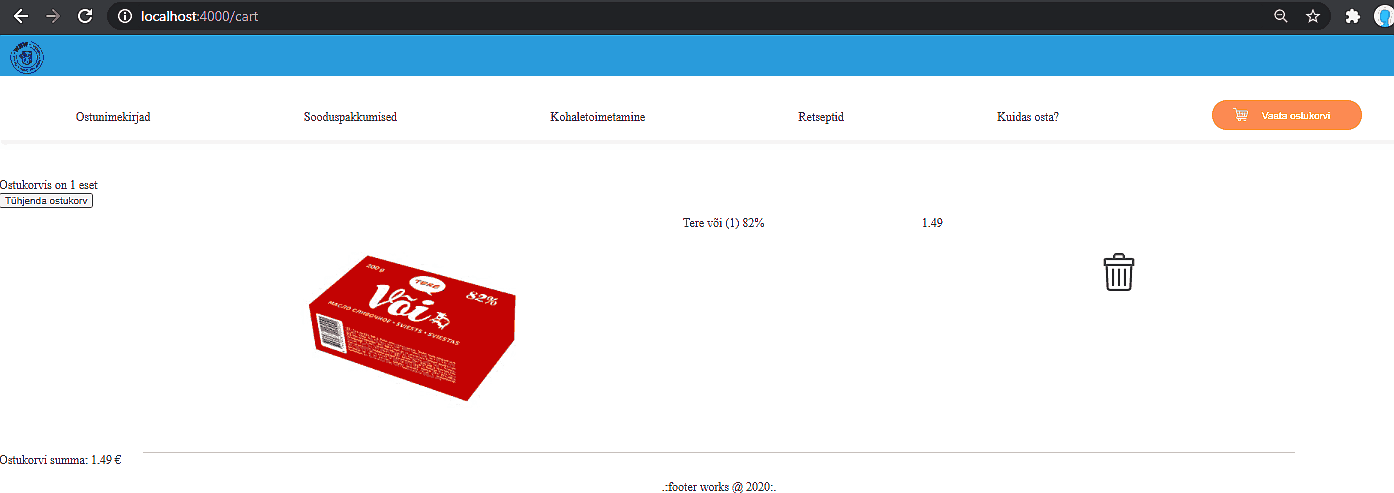 localhost:4000/cart
Ostunimekirjad Sooduspakkumised Kohaletoimetamine Retseptid Kuidas osta? Vaata ostukorvi
Ostukorvis on 1 eset
Tühjenda ostukorv
Tere või (1) 82% 1.49
200 g
TERE
Või
82%
МАСЛО СЛИВОЧНОЕ • SVIESTS • SVIESTAS
Ostukorvi summa: 1.49 €
.::footer works @ 2020:.